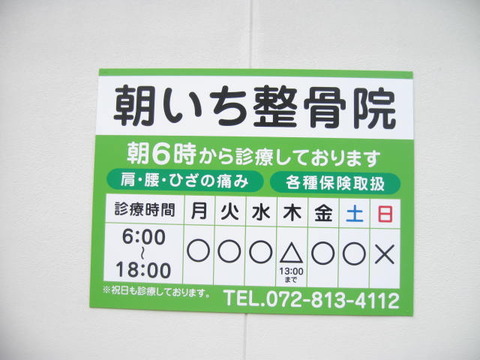 朝いち整骨院
朝6時から診療しております
肩・腰・ひざの痛み 各種保険取扱
診療時間 月 火 水 木 金 土 日
6:00〜18:00 ○ ○ ○ △ ○ ○ ×
13:00まで
※祝日も診療しております。 TEL.072-813-4112